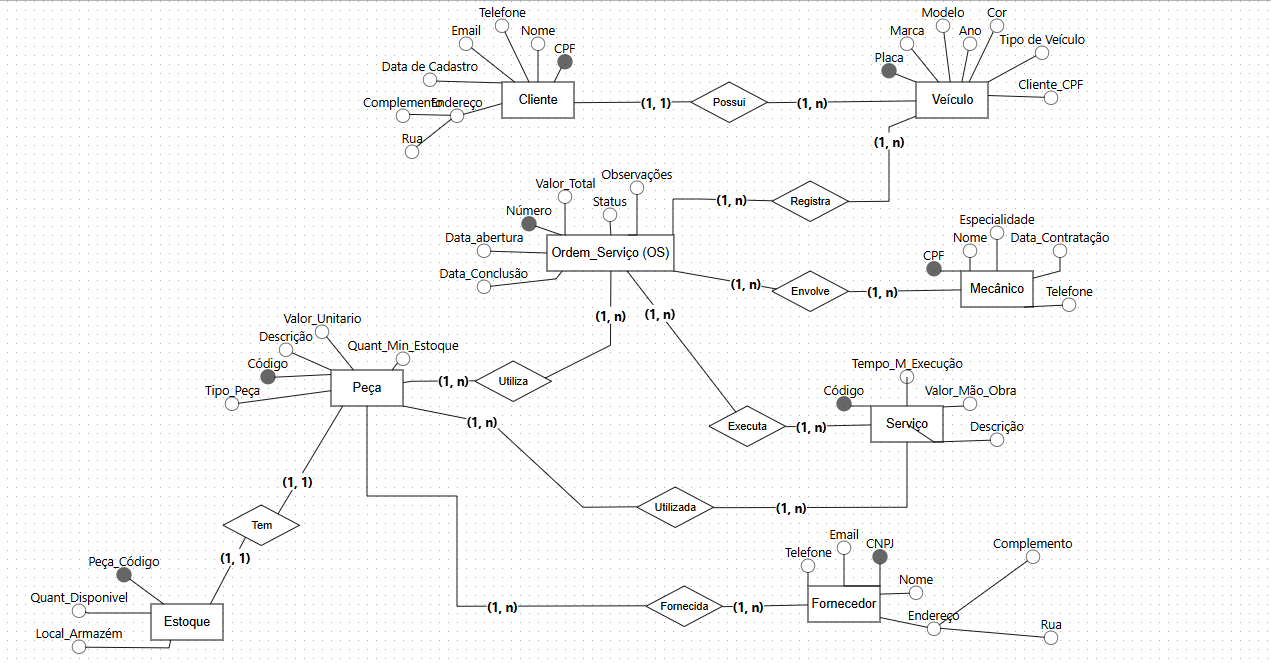 Telefone
Email
Nome
CPF
Data de Cadastro
Complemento
Endereço
Rua
Cliente
(1, 1)
Possui
(1, n)
Modelo
Cor
Marca
Ano
Tipo de Veículo
Placa
Cliente_CPF
Veículo
(1, n)
Registra
(1, n)
Observações
Valor_Total
Status
Número
Data_abertura
Data_Conclusão
Ordem_Serviço (OS)
(1, n)
Envolve
(1, n)
Especialidade
Nome
Data_Contratação
CPF
Mecânico
Telefone
(1, n)
(1, n)
Valor_Unitario
Descrição
Quant_Min_Estoque
Código
Tipo_Peça
Peça
(1, n)
Utiliza
Tempo_M_Execução
Código
Valor_Mão_Obra
Serviço
Descrição
Executa
(1, n)
(1, n)
Utilizada
(1, n)
(1, 1)
Tem
(1, 1)
Peça_Código
Quant_Disponivel
Local_Armazém
Estoque
(1, n)
Fornecida
(1, n)
Email
CNPJ
Telefone
Nome
Fornecedor
Endereço
Complemento
Rua